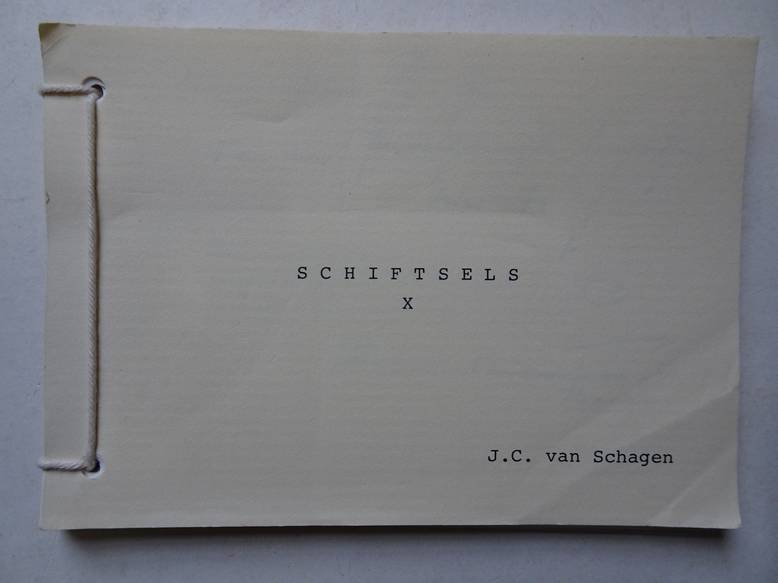 S C H I F T S E L S
X
J.C. van Schagen